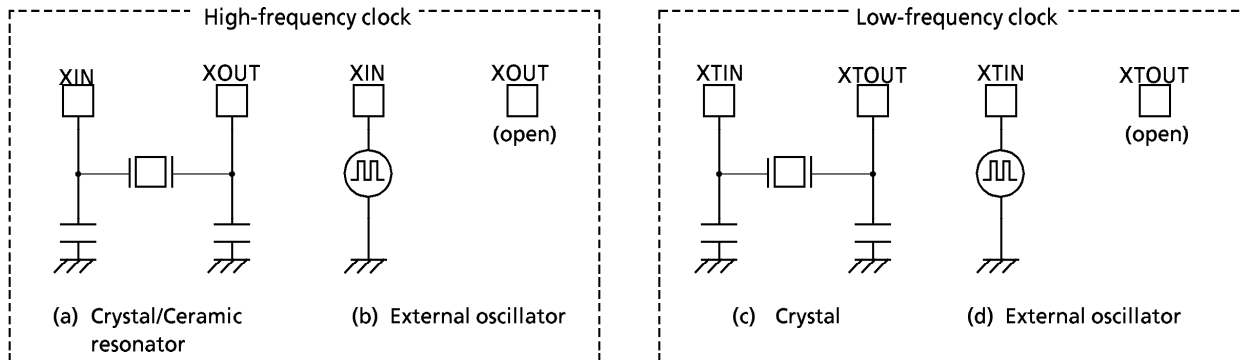 High-frequency clock
Low-frequency clock
XIN XOUT XIN XOUT
XTIN XTOUT XTIN XTOUT
(open)
(open)
(a) Crystal/Ceramic
resonator
(b) External oscillator
(c) Crystal
(d) External oscillator